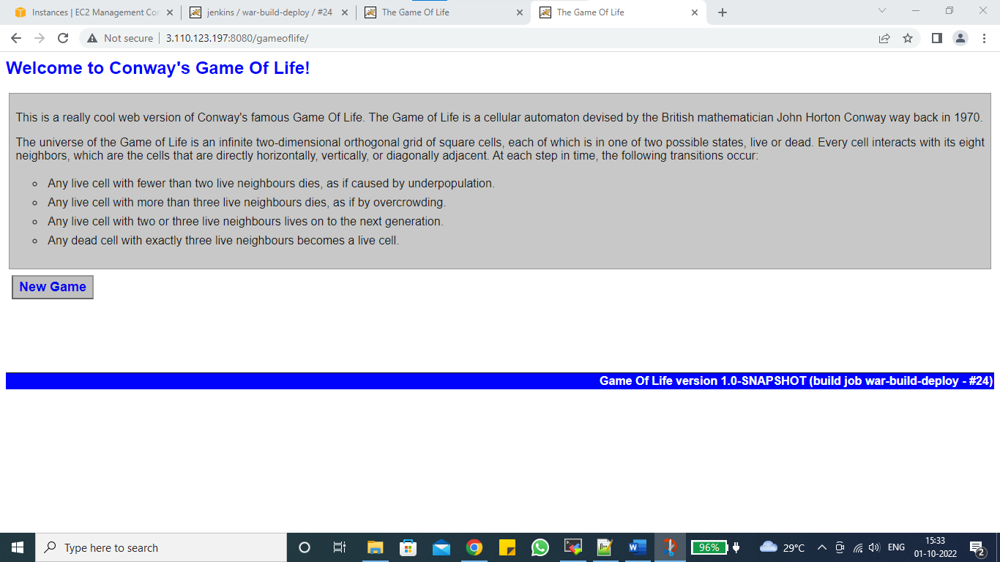 Instances | EC2 Management Con
jenkins / war-build-deploy / #24
The Game Of Life
The Game Of Life
Not secure
3.110.123.197:8080/gameoflife/
Welcome to Conway's Game Of Life!
This is a really cool web version of Conway's famous Game Of Life. The Game of Life is a cellular automaton devised by the British mathematician John Horton Conway way back in 1970.
The universe of the Game of Life is an infinite two-dimensional orthogonal grid of square cells, each of which is in one of two possible states, live or dead. Every cell interacts with its eight
neighbors, which are the cells that are directly horizontally, vertically, or diagonally adjacent. At each step in time, the following transitions occur:
Any live cell with fewer than two live neighbours dies, as if caused by underpopulation.
Any live cell with more than three live neighbours dies, as if by overcrowding.
Any live cell with two or three live neighbours lives on to the next generation.
Any dead cell with exactly three live neighbours becomes a live cell.
New Game
Game Of Life version 1.0-SNAPSHOT (build job war-build-deploy - #24)
Type here to search
96%
29°C
ENG
15:33
01-10-2022
2